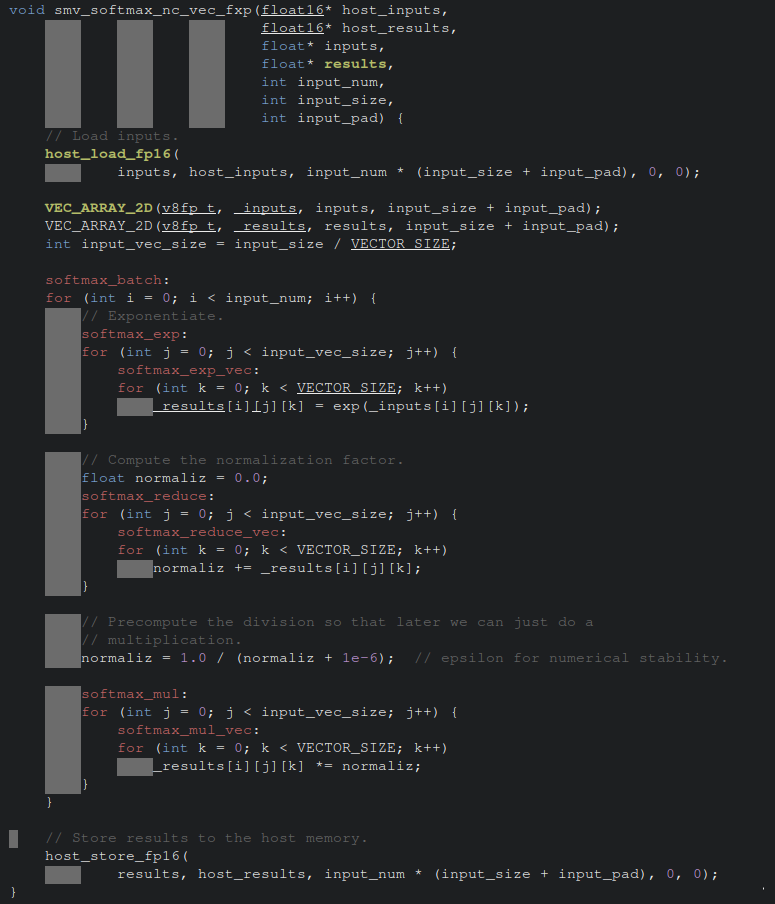 void smv_softmax_nc_vec_fxp(float16* host_inputs,
float16* host_results,
float* inputs,
float* results,
int input_num,
int input_size,
int input_pad) {
// Load inputs.
host_load_fp16(
inputs, host_inputs, input_num * (input_size + input_pad), 0, 0);
VEC_ARRAY_2D(v8fp_t, _inputs, inputs, input_size + input_pad);
VEC_ARRAY_2D(v8fp_t, _results, results, input_size + input_pad);
int input_vec_size = input_size / VECTOR_SIZE;
softmax_batch:
for (int i = 0; i < input_num; i++) {
// Exponentiate.
softmax_exp:
for (int j = 0; j < input_vec_size; j++) {
softmax_exp_vec:
for (int k = 0; k < VECTOR_SIZE; k++)
_results[i][j][k] = exp(_inputs[i][j][k]);
}
// Compute the normalization factor.
float normaliz = 0.0;
softmax_reduce:
for (int j = 0; j < input_vec_size; j++) {
softmax_reduce_vec:
for (int k = 0; k < VECTOR_SIZE; k++)
normaliz += _results[i][j][k];
}
// Precompute the division so that later we can just do a
// multiplication.
normaliz = 1.0 / (normaliz + 1e-6);  // epsilon for numerical stability.
softmax_mul:
for (int j = 0; j < input_vec_size; j++) {
softmax_mul_vec:
for (int k = 0; k < VECTOR_SIZE; k++)
_results[i][j][k] *= normaliz;
}
}
// Store results to the host memory.
host_store_fp16(
results, host_results, input_num * (input_size + input_pad), 0, 0);
}